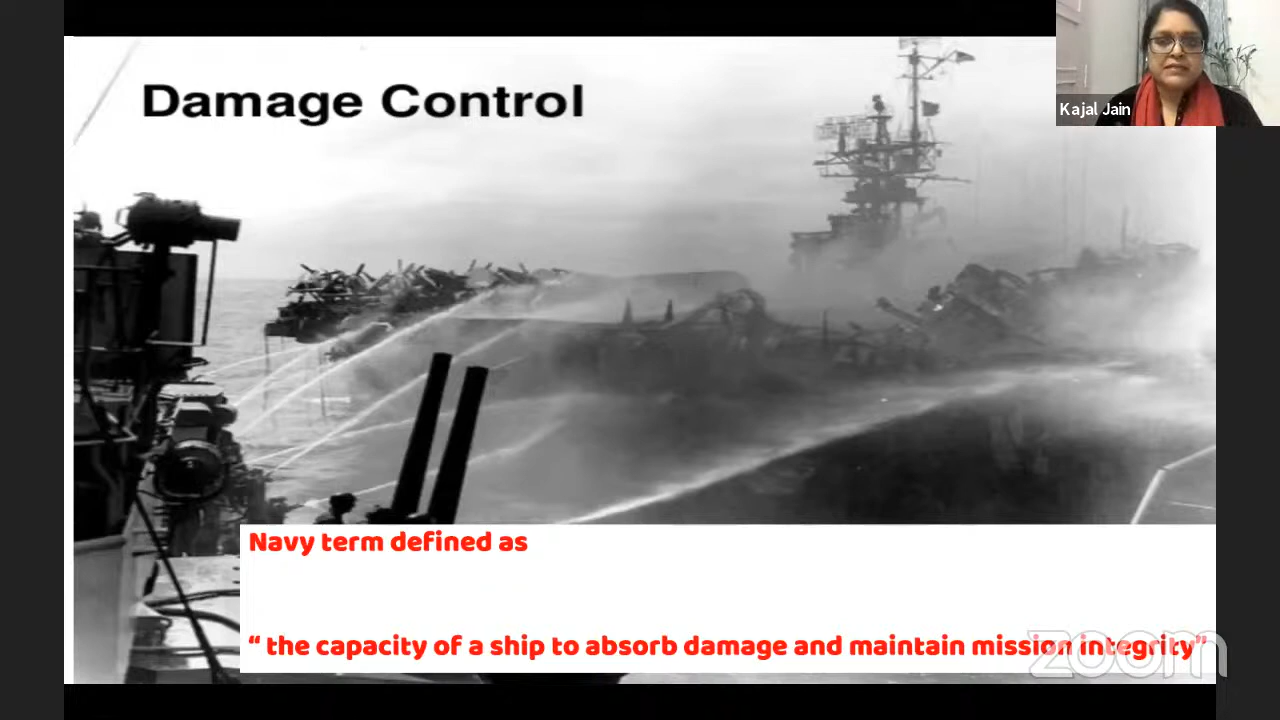 Damage Control
Kajal Jain
Navy term defined as
“ the capacity of a ship to absorb damage and maintain mission integrity”
zoom